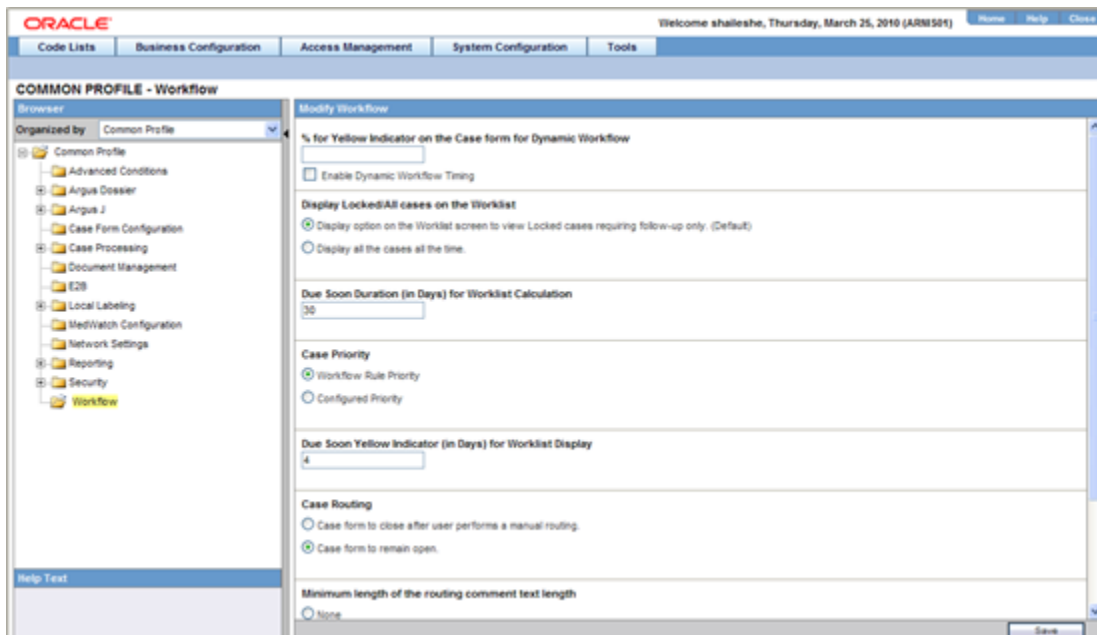 ORACLE
Welcome shaileshe, Thursday, March 25, 2010 (ARMIS01)
Home Help Close
Code Lists Business Configuration Access Management System Configuration Tools
COMMON PROFILE - Workflow
Browser
Organized by Common Profile
Common Profile
Advanced Conditions
Argus Dossier
Argus J
Case Form Configuration
Case Processing
Document Management
E2B
Local Labeling
MedWatch Configuration
Network Settings
Reporting
Security
Workflow
Help Text
Modify Workflow
% for Yellow Indicator on the Case form for Dynamic Workflow
Enable Dynamic Workflow Timing
Display Locked/All cases on the Worklist
Display option on the Worklist screen to view Locked cases requiring follow-up only. (Default)
Display all the cases all the time.
Due Soon Duration (in Days) for Worklist Calculation
30
Case Priority
Workflow Rule Priority
Configured Priority
Due Soon Yellow Indicator (in Days) for Worklist Display
4
Case Routing
Case form to close after user performs a manual routing.
Case form to remain open.
Minimum length of the routing comment text length
None
Save